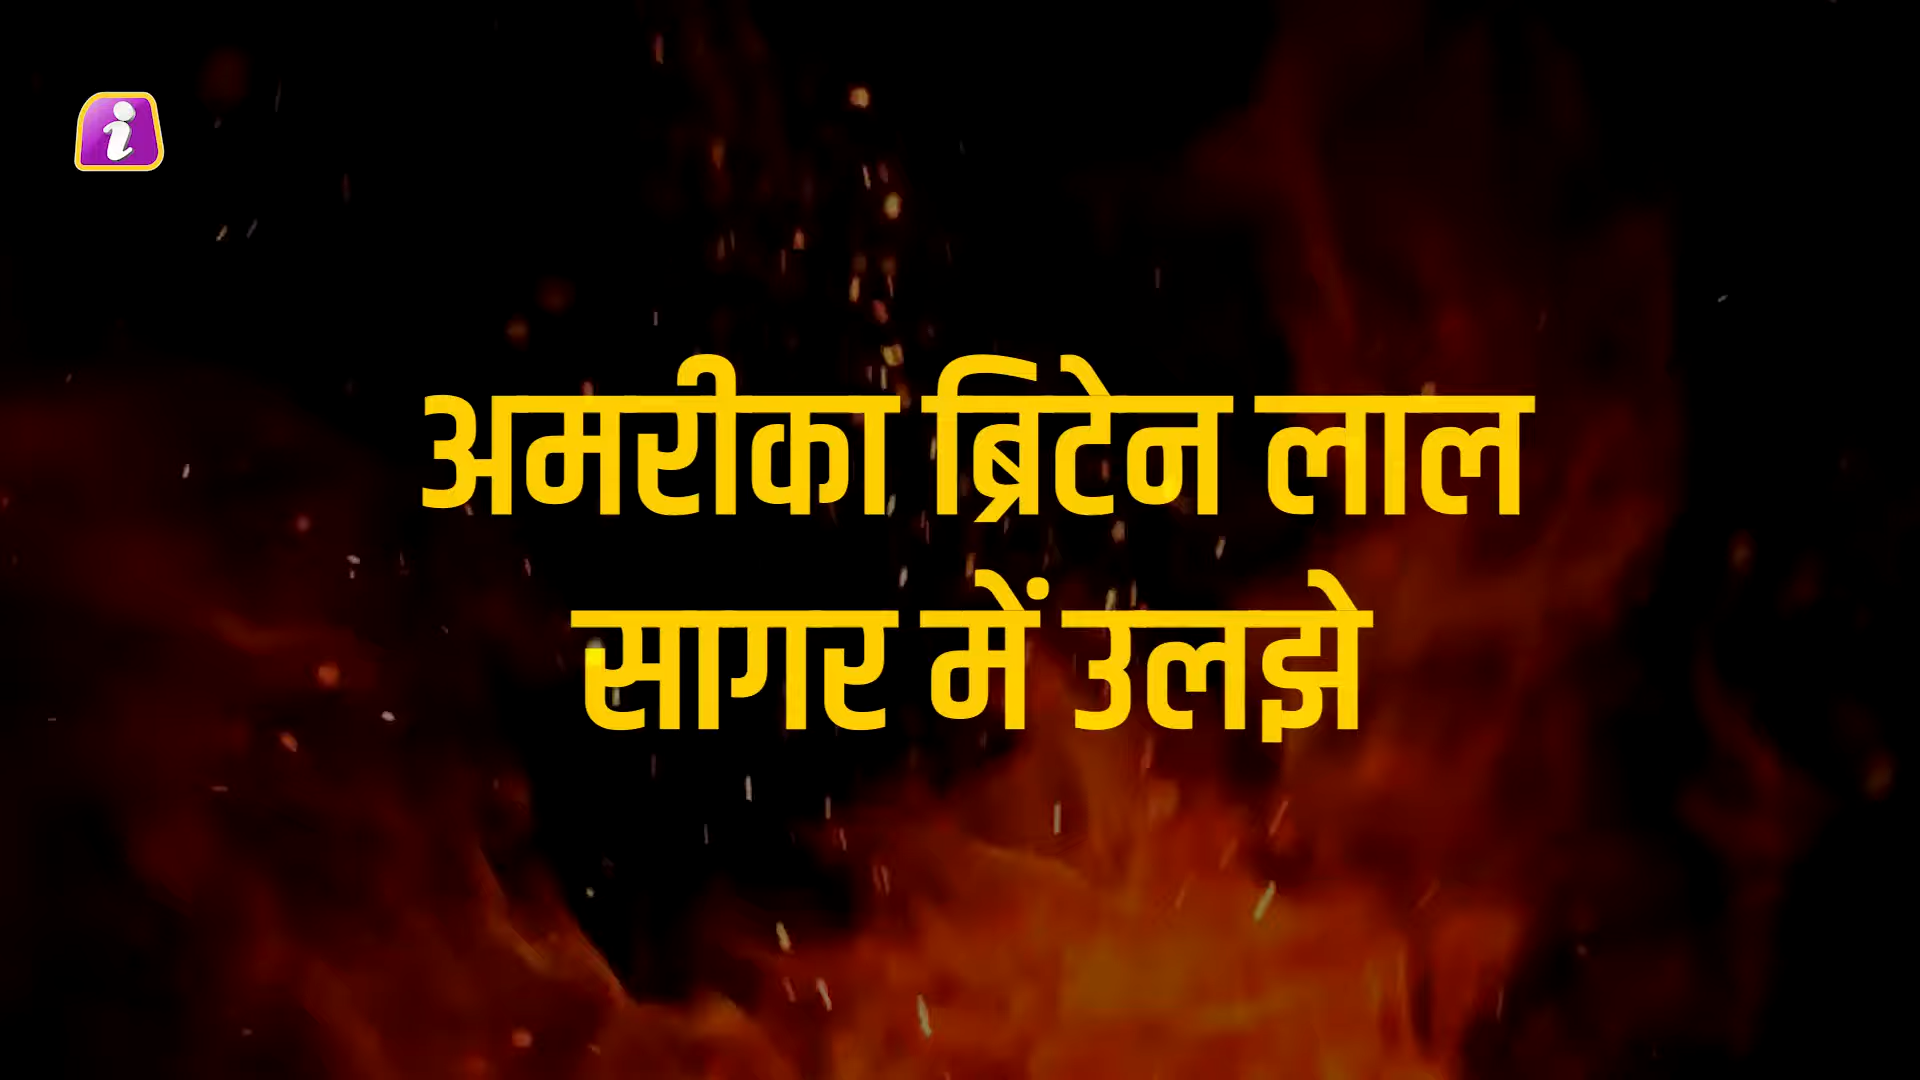 i
अमरीका ब्रिटेन लाल
सागर में उलझे